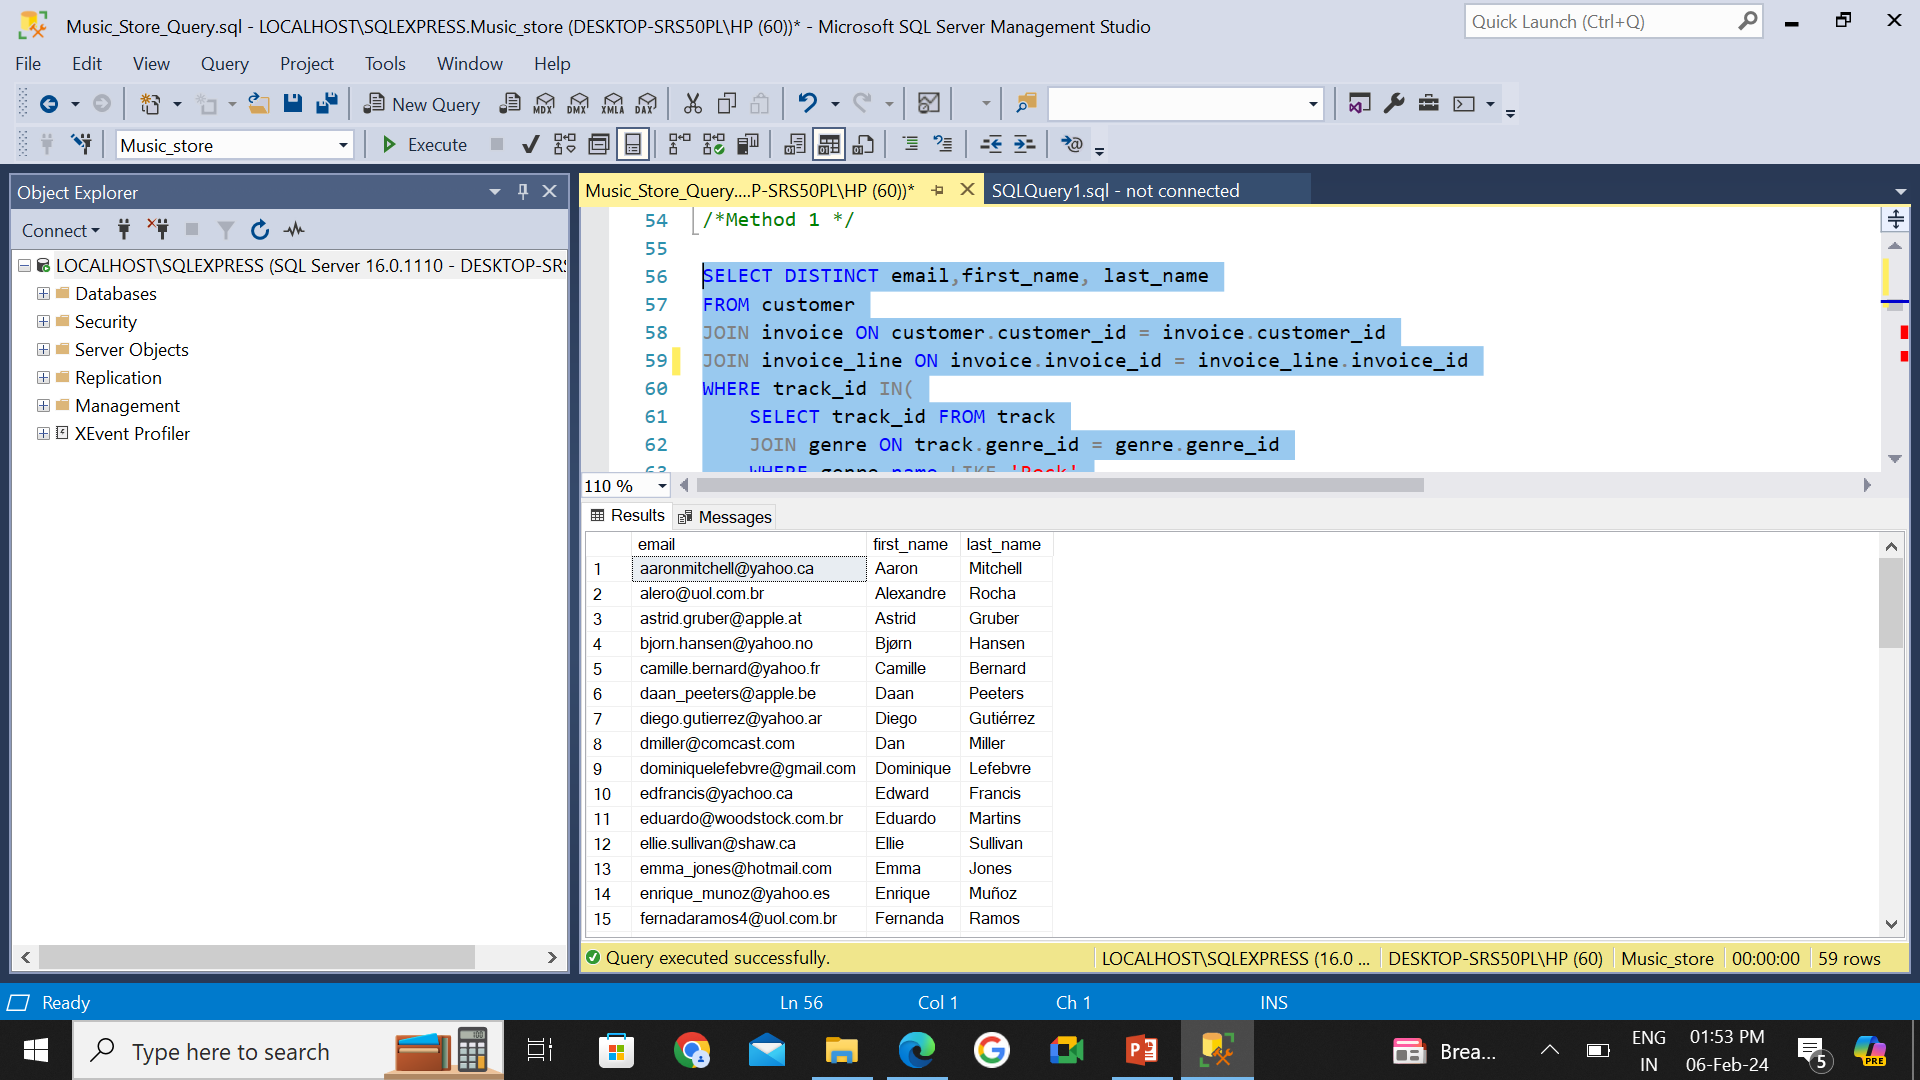 Music_Store_Query.sql - LOCALHOST\SQLEXPRESS.Music_store (DESKTOP-SRS50PL\HP (60))* - Microsoft SQL Server Management Studio
Quick Launch (Ctrl+Q)
File Edit View Query Project Tools Window Help
New Query MDX DMX XMLA DAX
Music_store Execute
Object Explorer
Connect
LOCALHOST\SQLEXPRESS (SQL Server 16.0.1110 - DESKTOP-SR
Databases
Security
Server Objects
Replication
Management
XEvent Profiler
Music_Store_Query....P-SRS50PL\HP (60))* SQLQuery1.sql - not connected
54 /*Method 1 */
55
56 SELECT DISTINCT email,first_name, last_name
57 FROM customer
58 JOIN invoice ON customer.customer_id = invoice.customer_id
59 JOIN invoice_line ON invoice.invoice_id = invoice_line.invoice_id
60 WHERE track_id IN(
61 SELECT track_id FROM track
62 JOIN genre ON track.genre_id = genre.genre_id
63 WHERE genre.name LIKE 'Rock'
110 %
Results Messages
email first_name last_name
1 aaronmitchell@yahoo.ca Aaron Mitchell
2 alero@uol.com.br Alexandre Rocha
3 astrid.gruber@apple.at Astrid Gruber
4 bjorn.hansen@yahoo.no Bjørn Hansen
5 camille.bernard@yahoo.fr Camille Bernard
6 daan_peeters@apple.be Daan Peeters
7 diego.gutierrez@yahoo.ar Diego Gutiérrez
8 dmiller@comcast.com Dan Miller
9 dominiquelefebvre@gmail.com Dominique Lefebvre
10 edfrancis@yachoo.ca Edward Francis
11 eduardo@woodstock.com.br Eduardo Martins
12 ellie.sullivan@shaw.ca Ellie Sullivan
13 emma_jones@hotmail.com Emma Jones
14 enrique_munoz@yahoo.es Enrique Muñoz
15 fernadaramos4@uol.com.br Fernanda Ramos
Query executed successfully. LOCALHOST\SQLEXPRESS (16.0 ... DESKTOP-SRS50PL\HP (60) Music_store 00:00:00 59 rows
Ready Ln 56 Col 1 Ch 1 INS
Type here to search
Brea...
ENG
IN
01:53 PM
06-Feb-24
5
PRE